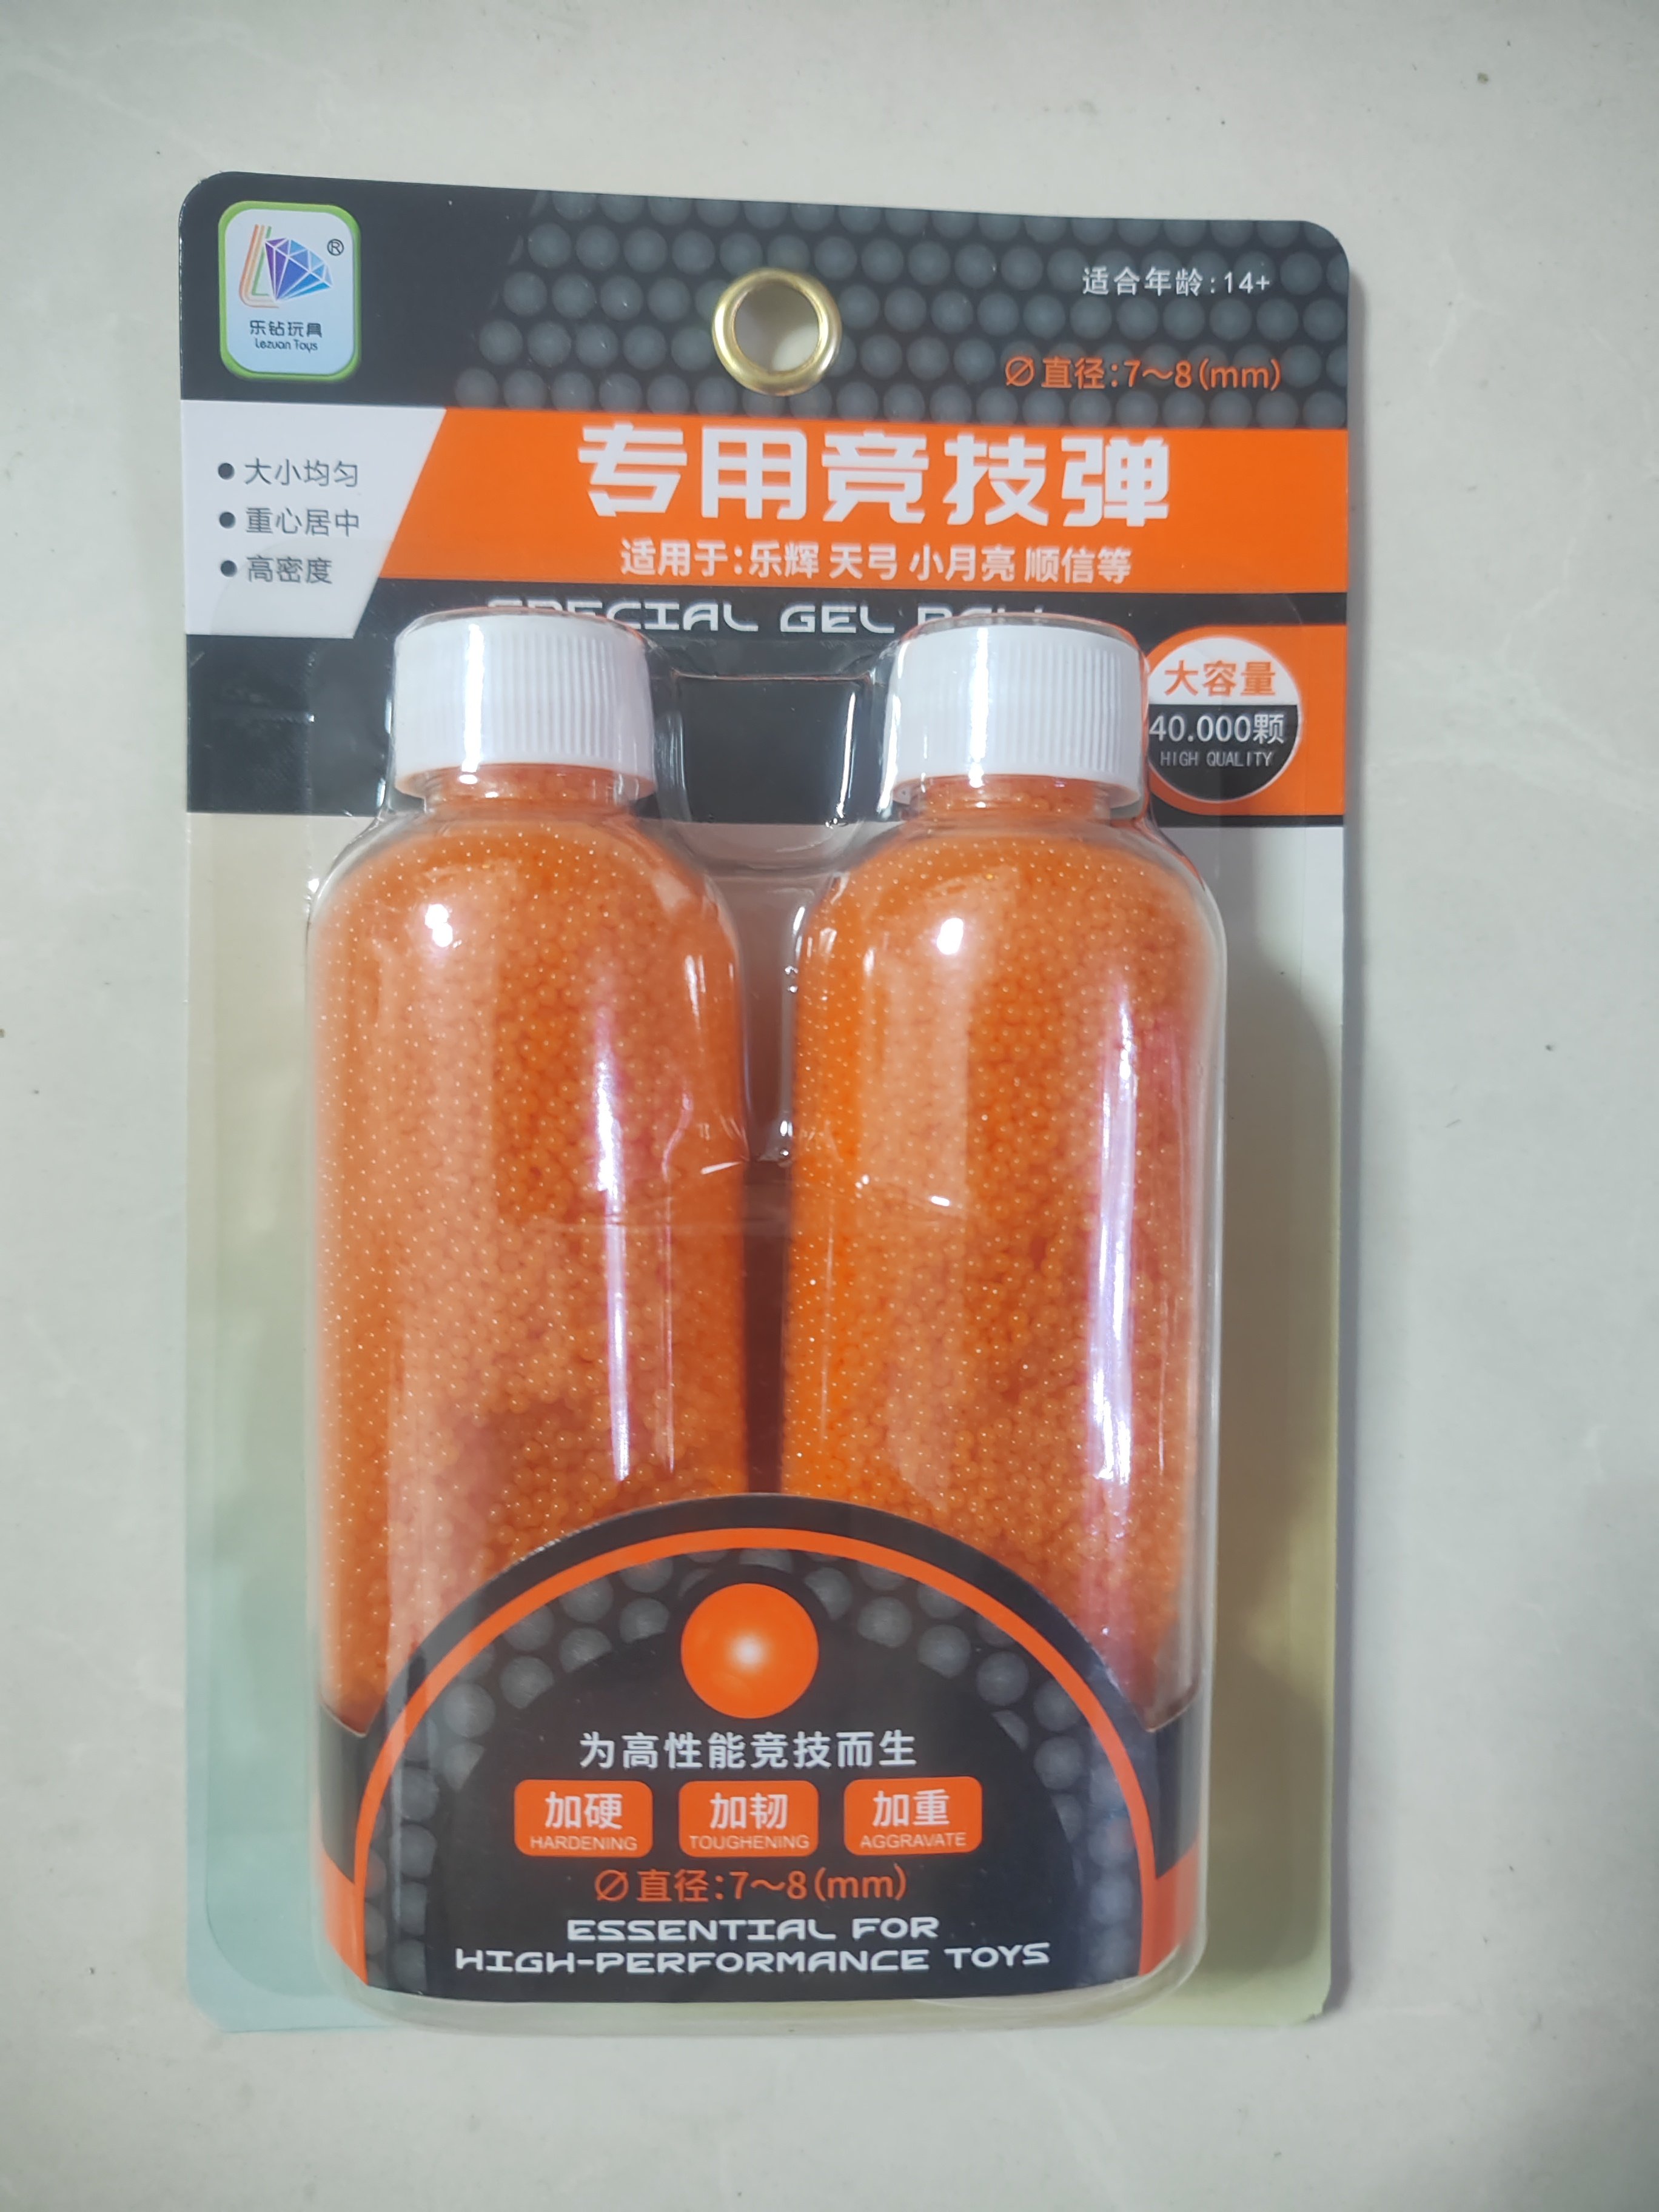 乐钻玩具
Lezuan Toys
®
适合年龄:14+
Ø 直径:7～8(mm)
大小均匀
重心居中
高密度
专用竞技弹
适用于:乐辉 天弓 小月亮 顺信等
SPECIAL GEL BALL
大容量
40.000颗
HIGH QUALITY
为高性能竞技而生
加硬 加韧 加重
HARDENING TOUGHENING AGGRAVATE
Ø 直径:7～8(mm)
ESSENTIAL FOR
HIGH-PERFORMANCE TOYS